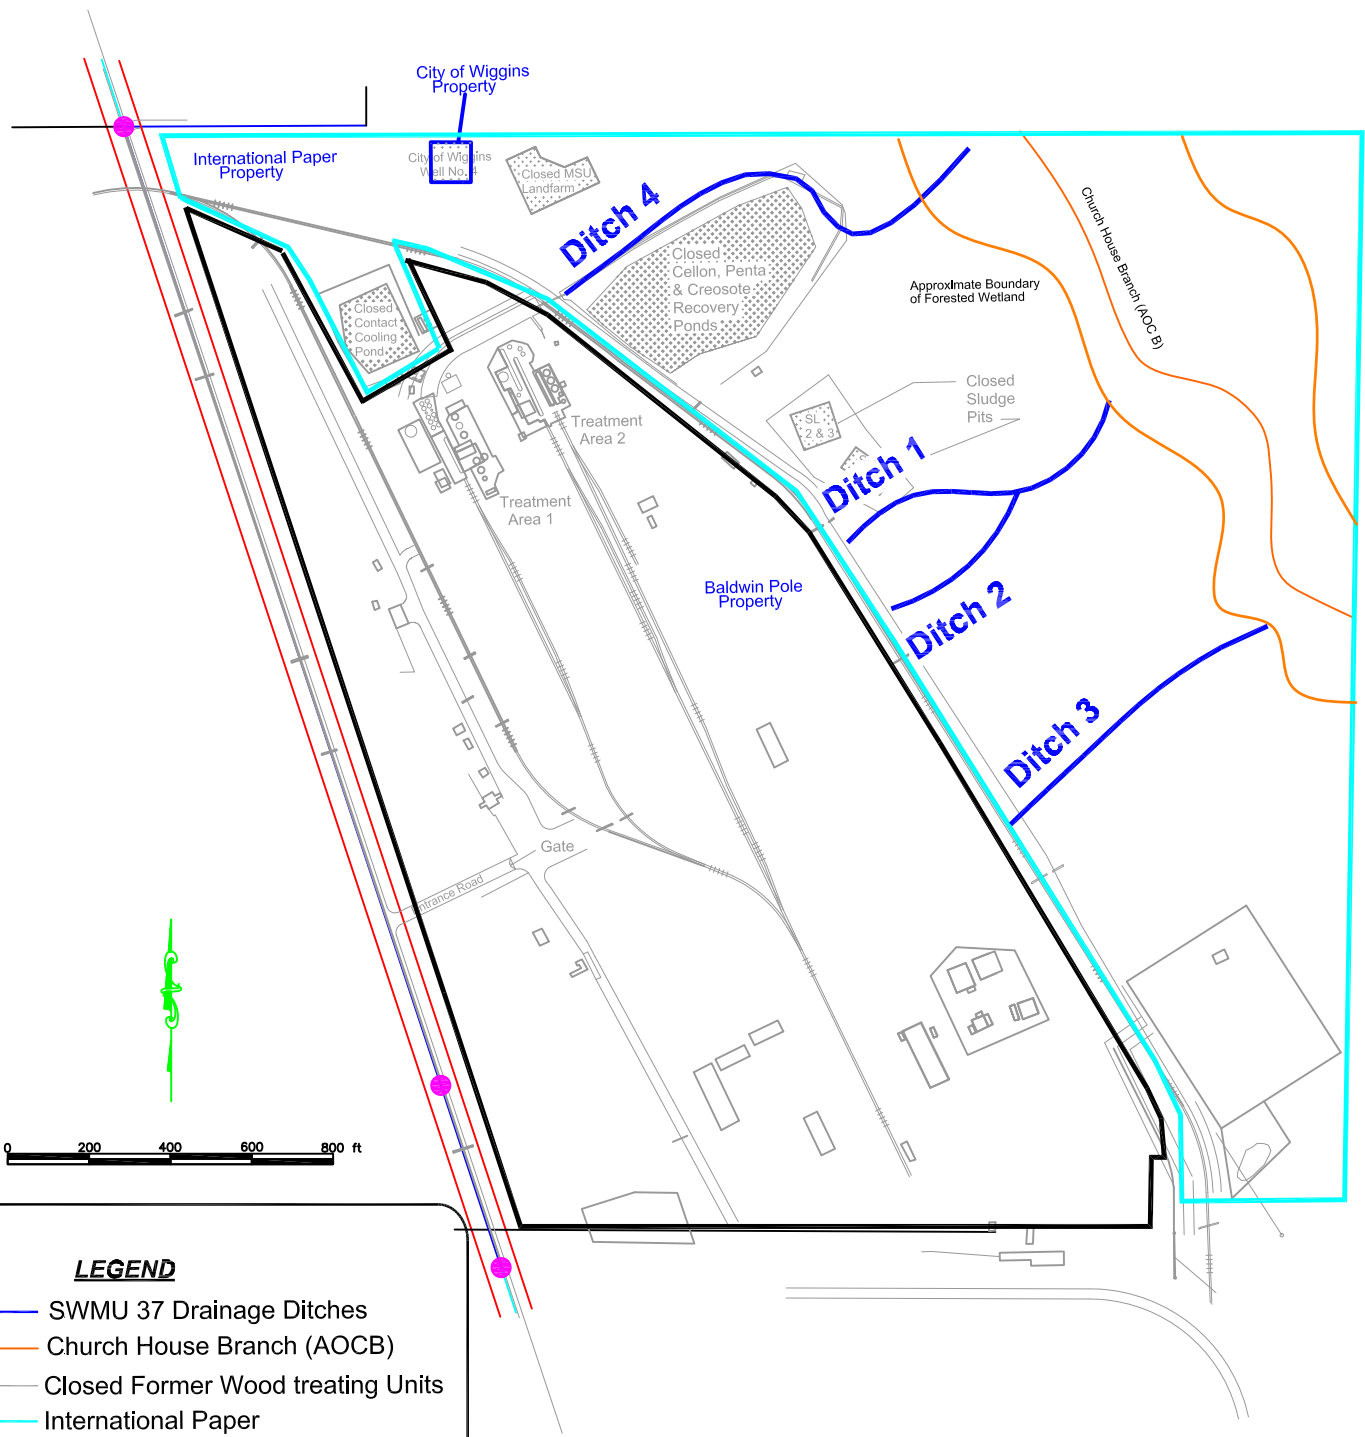 City of Wiggins
Property
International Paper
Property
City of Wiggins
Well No. 4
Closed MSU
Landfarm
Ditch 4
Church House Branch (AOC B)
Closed
Cellon, Penta
& Creosote
Recovery
Ponds
Approximate Boundary
of Forested Wetland
Closed
Contact
Cooling
Pond
Closed
Sludge
Pits
SL
2 & 3
Treatment
Area 2
Ditch 1
Treatment
Area 1
Baldwin Pole
Property
Ditch 2
Ditch 3
Gate
Entrance Road
0 200 400 600 800 ft
LEGEND
SWMU 37 Drainage Ditches
Church House Branch (AOCB)
Closed Former Wood treating Units
International Paper